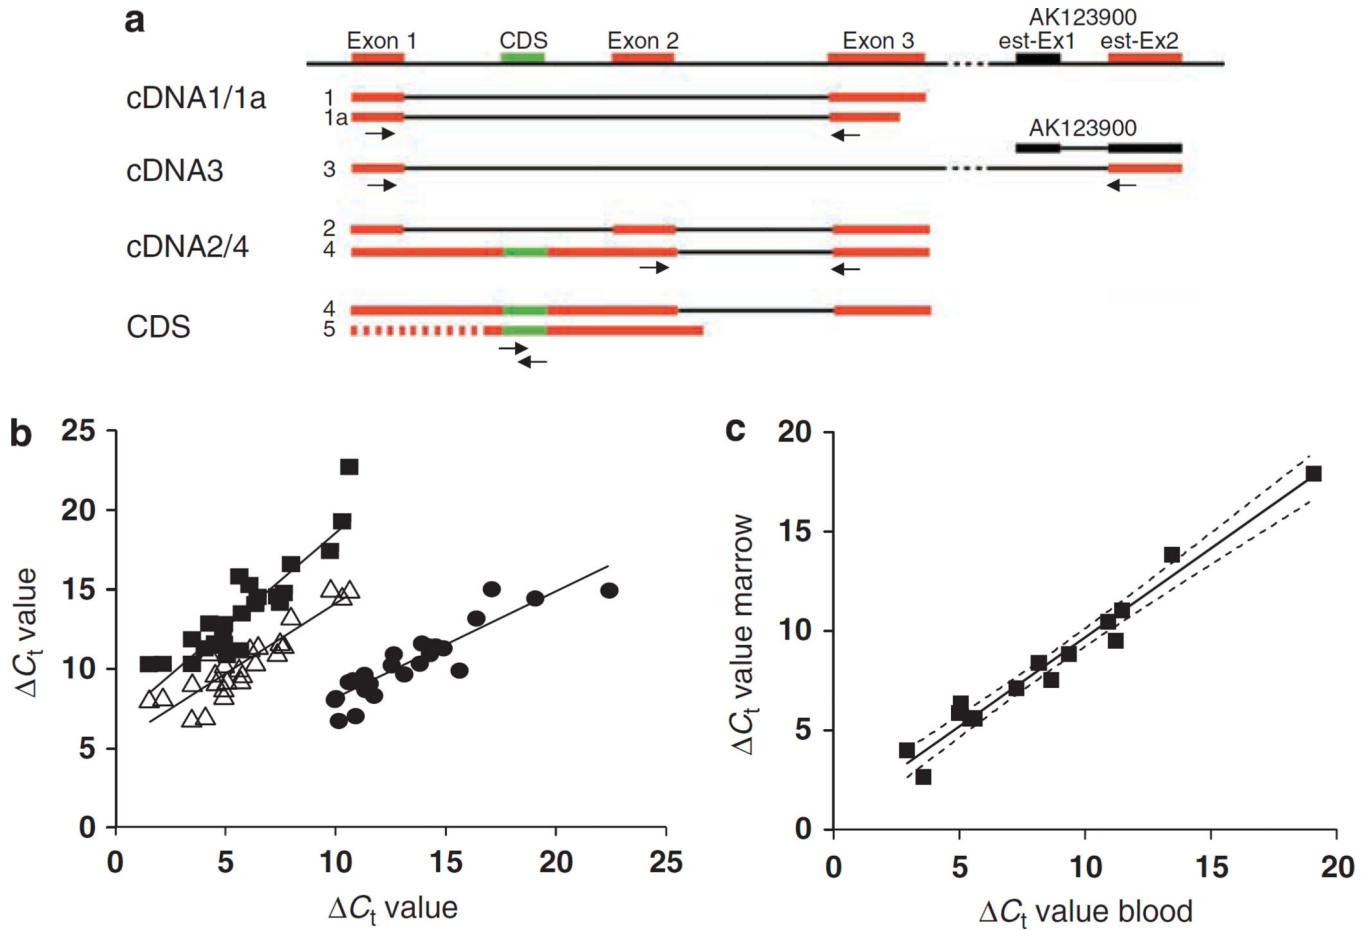 a
AK123900
Exon 1 CDS Exon 2 Exon 3 est-Ex1 est-Ex2
cDNA1/1a 1
1a
AK123900
cDNA3 3
cDNA2/4 2
4
CDS 4
5
b
25
20
15
10
5
0
ΔCt value
0 5 10 15 20 25
ΔCt value
c
20
15
10
5
0
ΔCt value marrow
0 5 10 15 20
ΔCt value blood